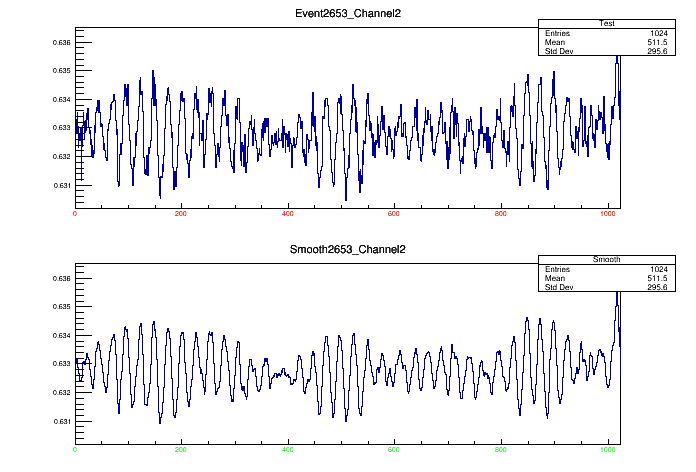 Event2653_Channel2
Test
Entries 1024
Mean 511.5
Std Dev 295.6
0.636
0.635
0.634
0.633
0.632
0.631
0 200 400 600 800 1000
Smooth2653_Channel2
Smooth
Entries 1024
Mean 511.5
Std Dev 295.6
0.636
0.635
0.634
0.633
0.632
0.631
0 200 400 600 800 1000